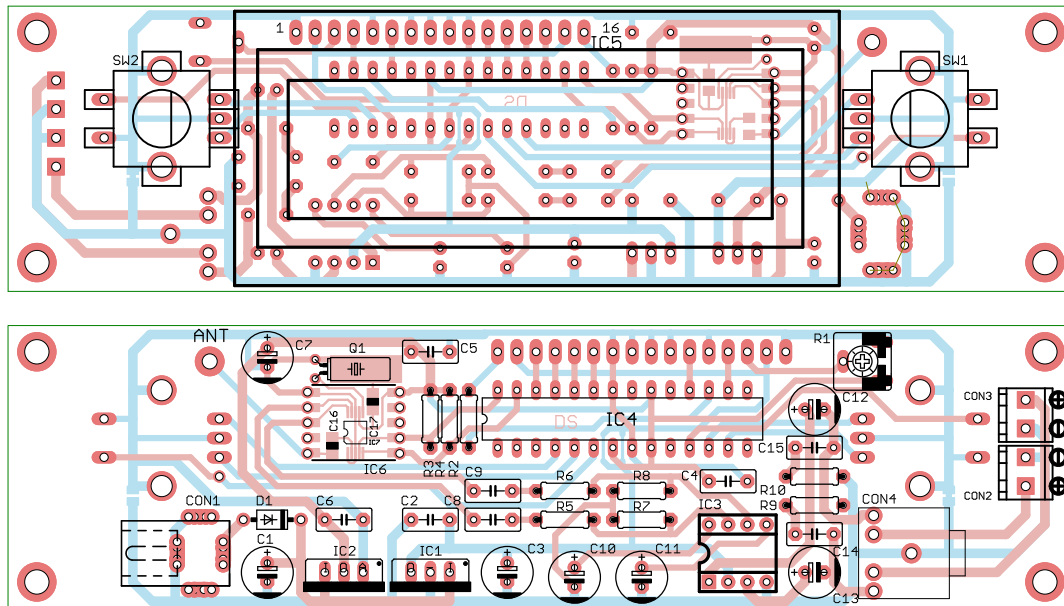 1 16
IC5
SW2 SW1
DS
ANT
R1
C7 Q1 C5
C12
CON3
C16 C17
DS IC4
C15
IC6 R3 R4 R2
C9 R6 R8 C4 R10
CON1 D1 C6 C2 C8 R5 R7 IC3 R9 CON4 CON2
C1 IC2 IC1 C3 C10 C11 C14
C13